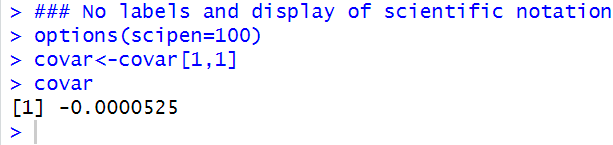 > ### No labels and display of scientific notation
> options(scipen=100)
> covar<-covar[1,1]
> covar
[1] -0.0000525
>